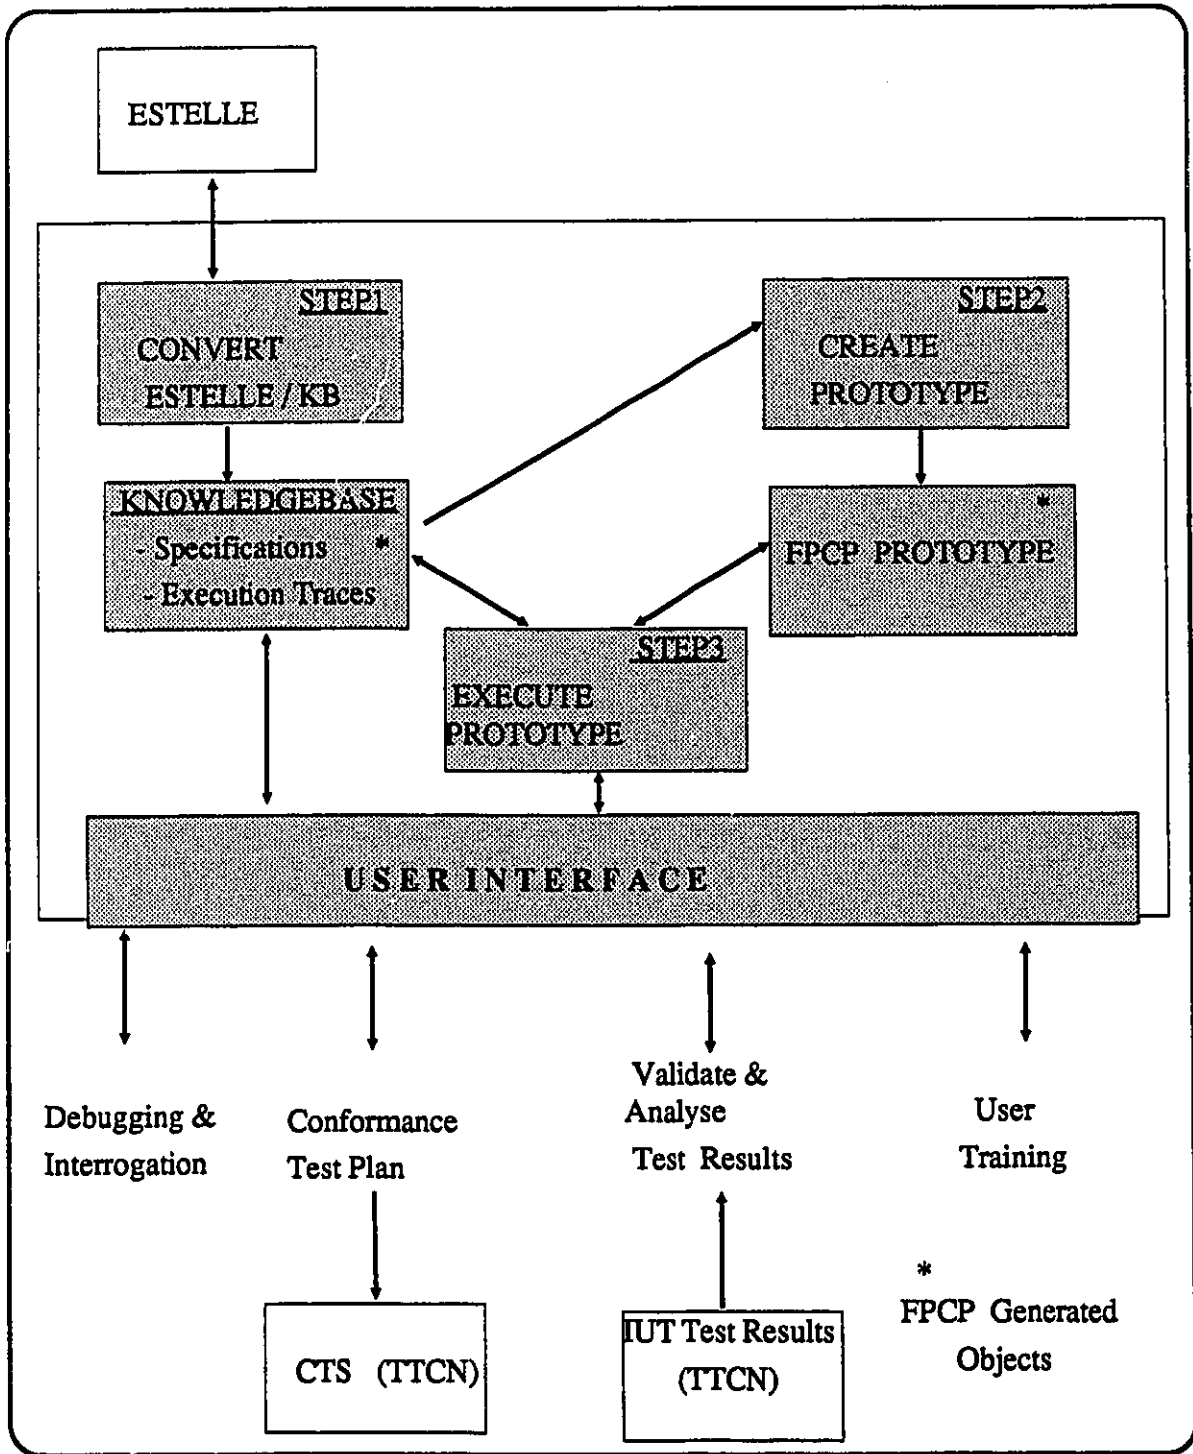 ESTELLE
STEP1
CONVERT
ESTELLE / KB
STEP2
CREATE
PROTOTYPE
KNOWLEDGEBASE
- Specifications *
- Execution Traces
*
FPCP PROTOTYPE
STEP3
EXECUTE
PROTOTYPE
USER INTERFACE
Debugging &
Interrogation
Conformance
Test Plan
Validate &
Analyse
Test Results
User
Training
CTS (TTCN)
IUT Test Results
(TTCN)
*
FPCP Generated
Objects